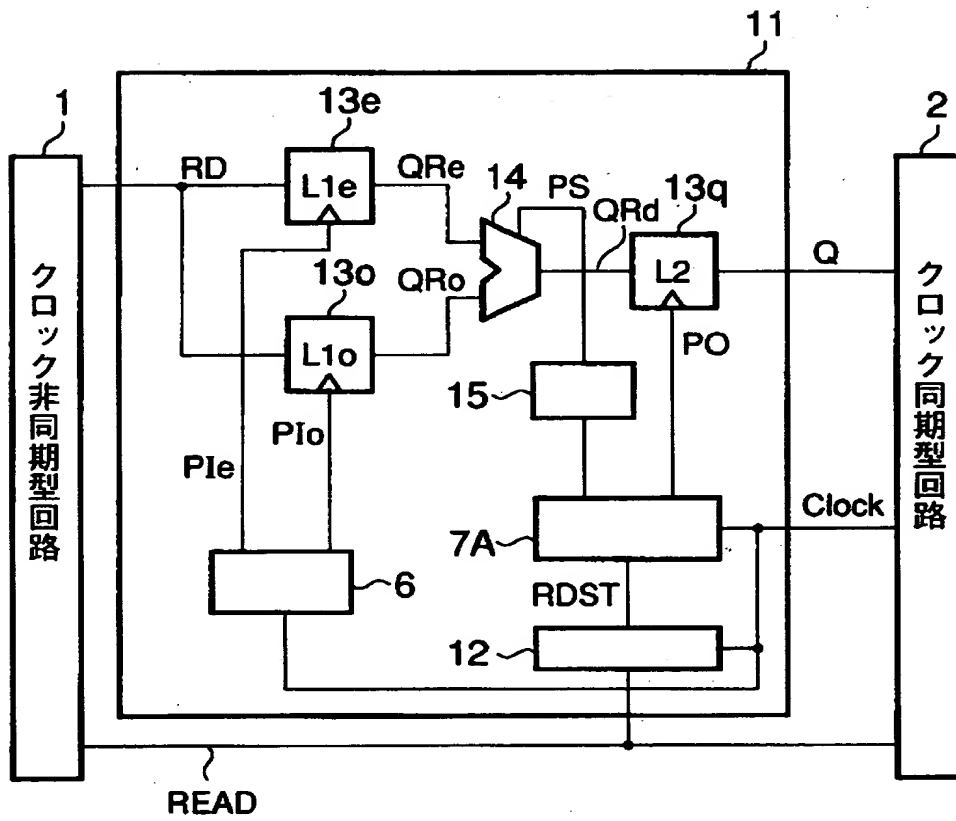 11
1
13e
2
RD
QRe
14
PS
13q
L1e
QRd
13o
QRo
L2
Q
L1o
PO
15
PIo
PIe
Clock
7A
6
RDST
12
READ
クロック非同期型回路
クロック同期型回路